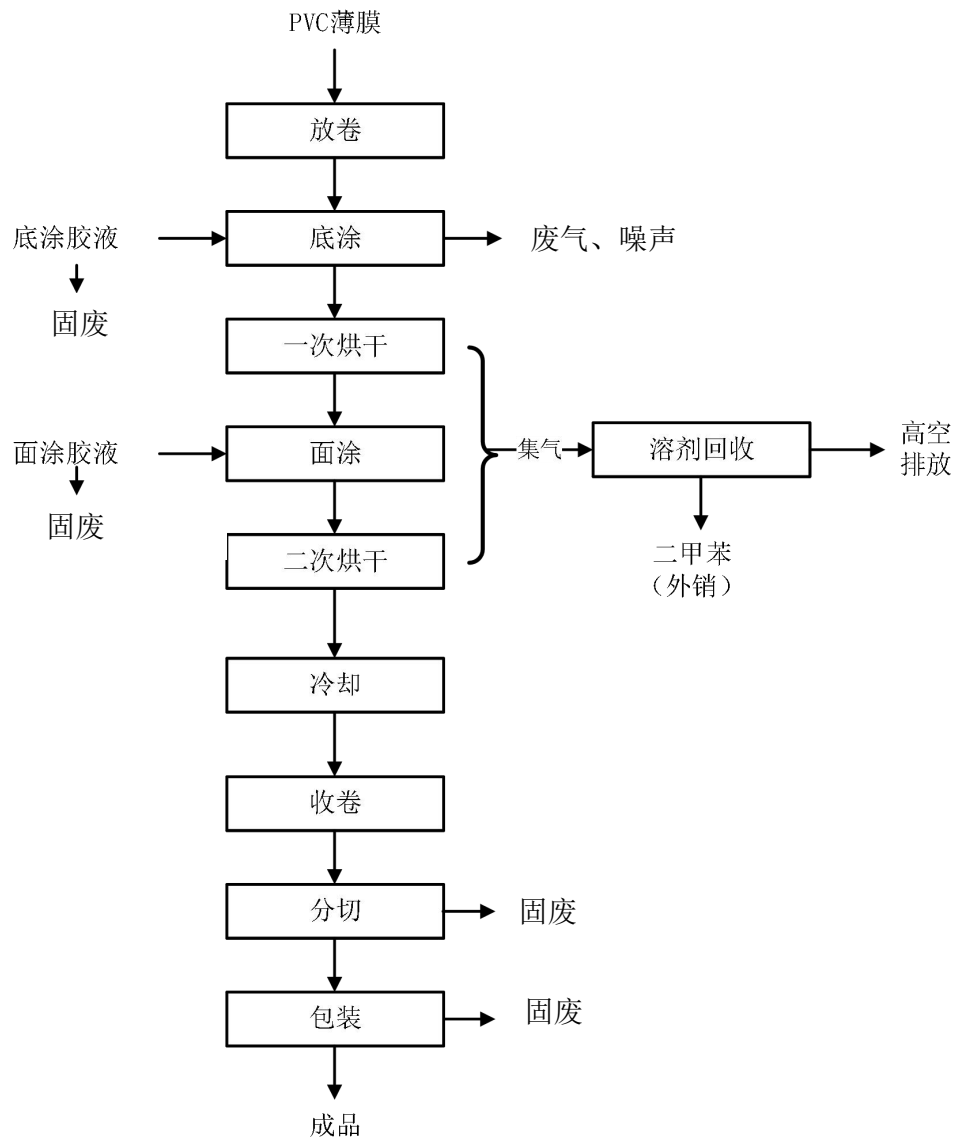 PVC薄膜
放卷
底涂胶液
底涂
废气、噪声
固废
一次烘干
面涂胶液
面涂
集气
溶剂回收
高空
排放
固废
二次烘干
二甲苯
（外销）
冷却
收卷
分切
固废
包装
固废
成品